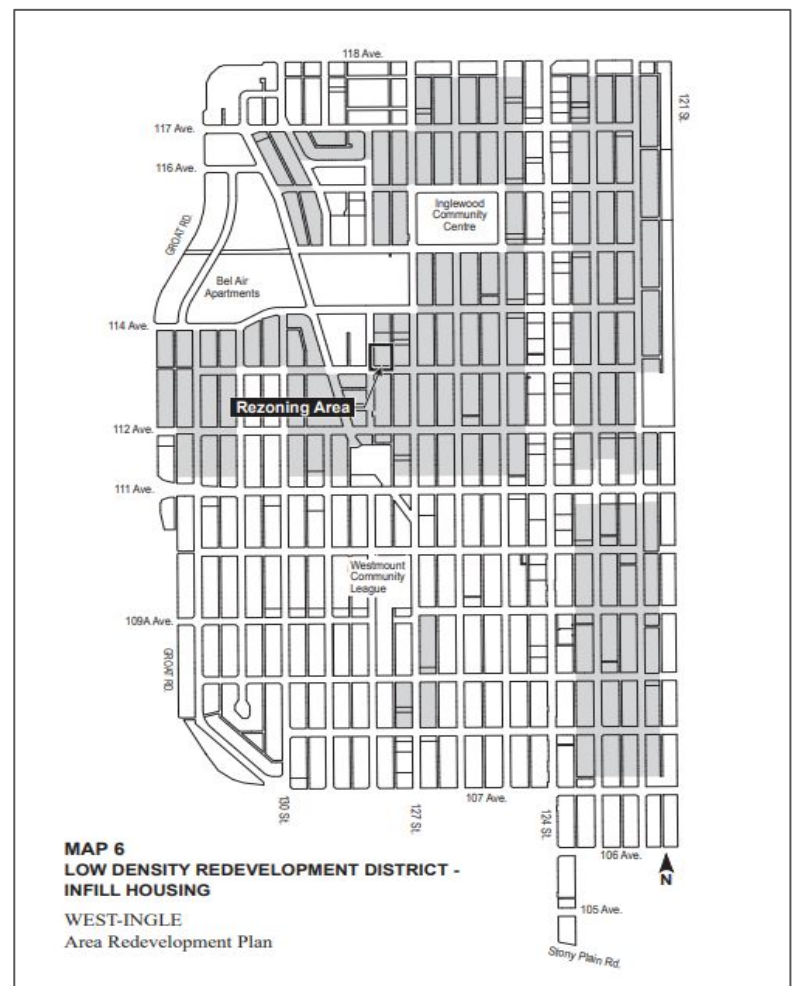 118 Ave.
121 St.
117 Ave.
116 Ave.
GROAT RD.
Inglewood
Community
Centre
Bel Air
Apartments
114 Ave.
Rezoning Area
112 Ave.
111 Ave.
Westmount
Community
League
109A Ave.
GROAT RD.
130 St.
127 St.
107 Ave.
124 St.
106 Ave.
N
105 Ave.
Stony Plain Rd.
MAP 6
LOW DENSITY REDEVELOPMENT DISTRICT -
INFILL HOUSING
WEST-INGLE
Area Redevelopment Plan